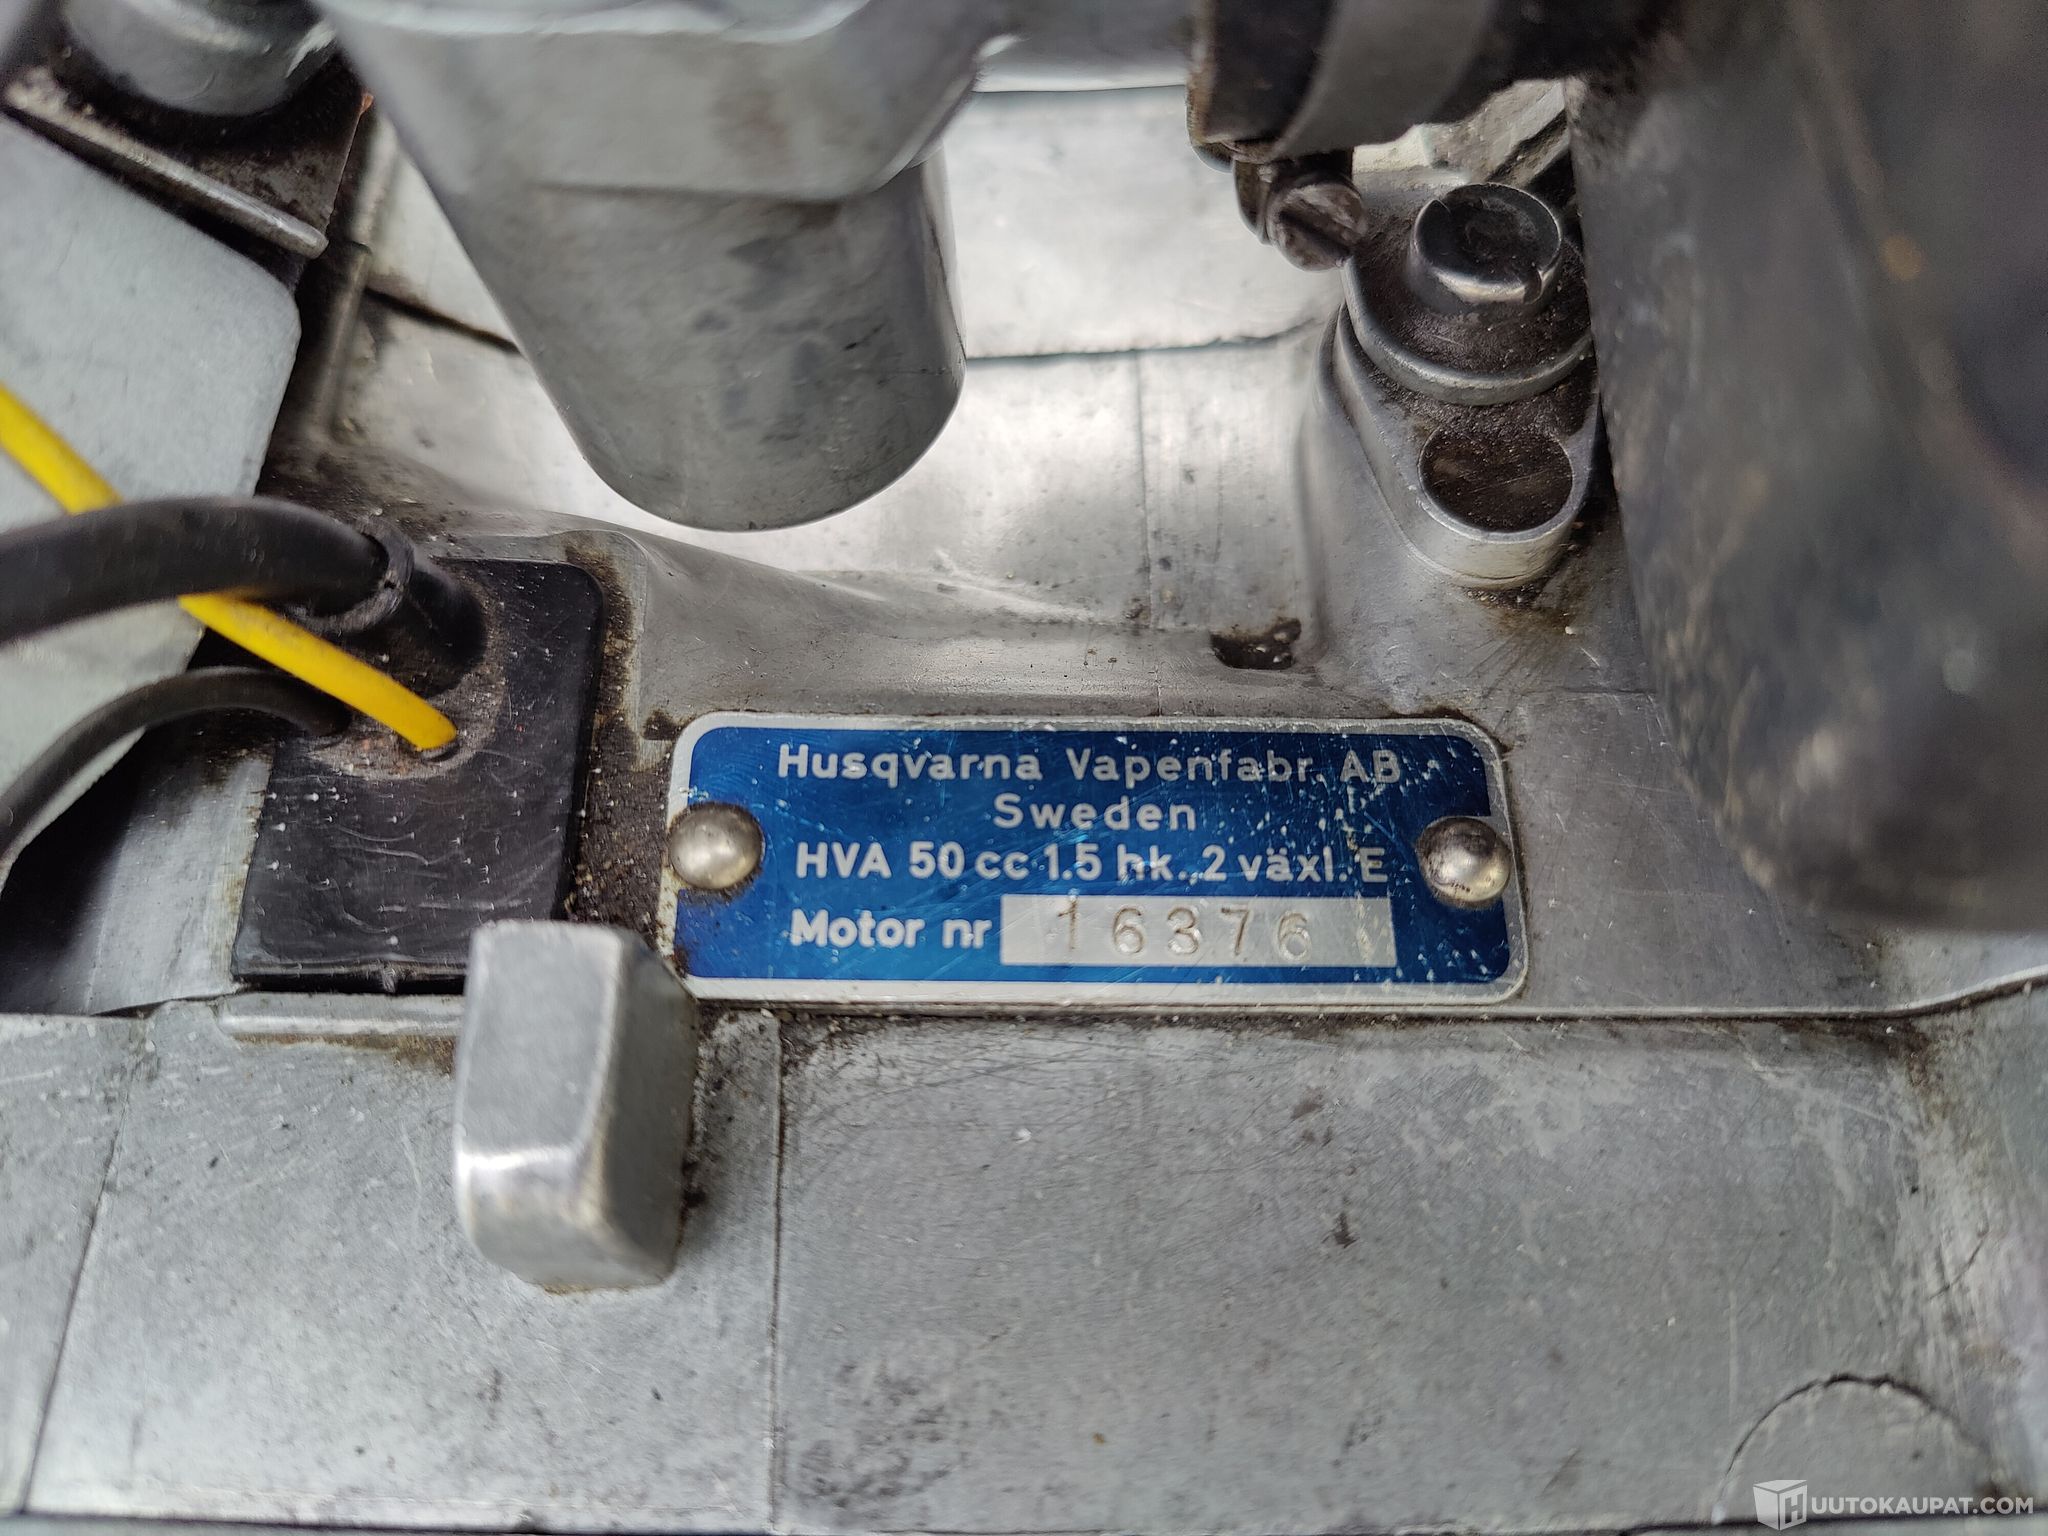 Husqvarna Vapenfabr. AB
Sweden
HVA 50 cc 1.5 hk., 2 växl. E
Motor nr 16376
HUUTOKAUPAT.COM